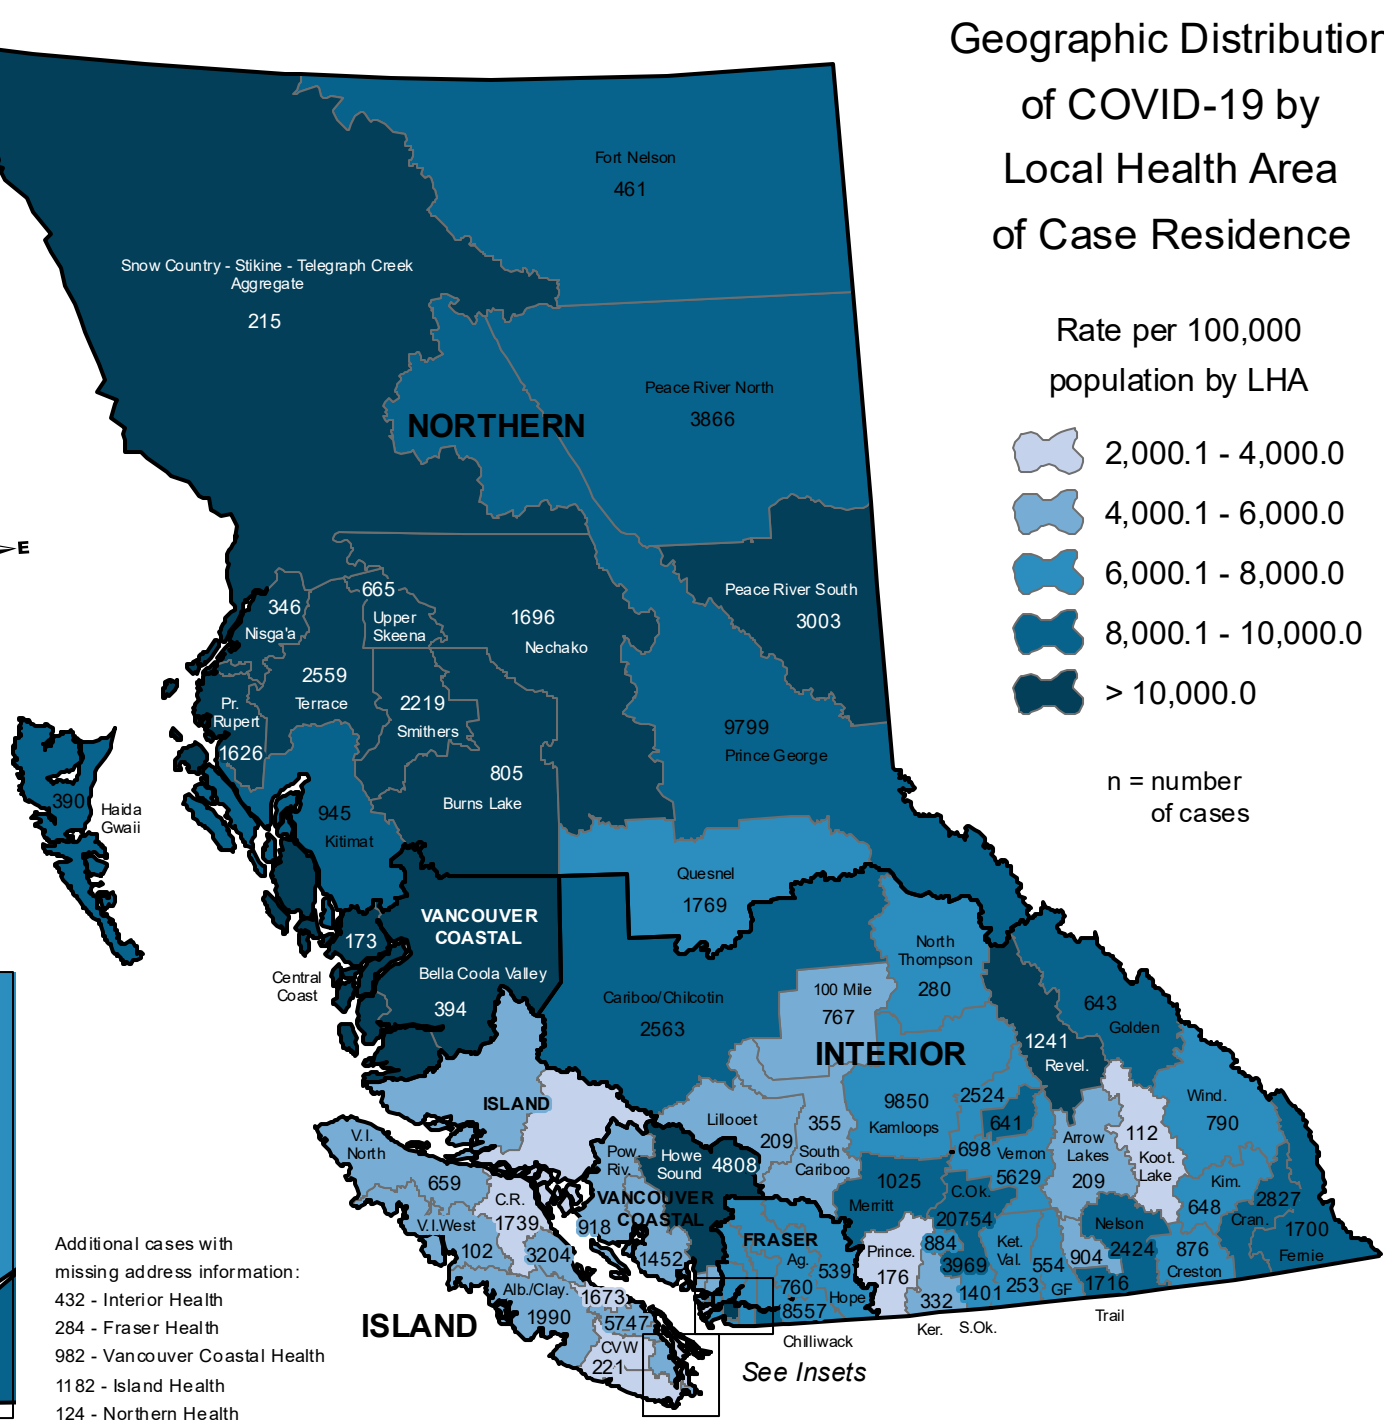 Geographic Distribution
of COVID-19 by
Local Health Area
of Case Residence
Rate per 100,000
population by LHA
2,000.1 - 4,000.0
4,000.1 - 6,000.0
6,000.1 - 8,000.0
8,000.1 - 10,000.0
> 10,000.0
n = number
of cases
Fort Nelson
461
Snow Country - Stikine - Telegraph Creek
Aggregate
215
Peace River North
3866
NORTHERN
E
Peace River South
3003
346
Nisga'a
665
Upper
Skeena
1696
Nechako
2559
Terrace
2219
Smithers
Pr.
Rupert
1626
9799
Prince George
805
Burns Lake
390
Haida
Gwaii
945
Kitimat
Quesnel
1769
VANCOUVER
COASTAL
173
Central
Coast
Bella Coola Valley
394
Cariboo/Chilcotin
2563
North
Thompson
280
100 Mile
767
643
Golden
1241
Revel.
INTERIOR
ISLAND
9850
Kamloops
2524
641
Wind.
790
Lillooet
209
355
South
Cariboo
698
Vernon
5629
Arrow
Lakes
209
112
Koot.
Lake
V.I.
North
659
Pow.
Riv.
Howe
Sound
4808
VANCOUVER
COASTAL
918
1452
C.R.
1739
V.I.West
102
3204
1025
Merritt
C.Ok.
20754
Kim.
648
2827
Cran.
1700
Fernie
Nelson
2424
FRASER
Ag.
760
539
Hope
8557
Chilliwack
Prince.
176
884
3969
Ket.
Val.
253
554
GF
904
1716
Trail
876
Creston
332
Ker.
1401
S.Ok.
Alb./Clay.
1990
1673
5747
CVW
221
ISLAND
See Insets
Additional cases with
missing address information:
432 - Interior Health
284 - Fraser Health
982 - Vancouver Coastal Health
1182 - Island Health
124 - Northern Health